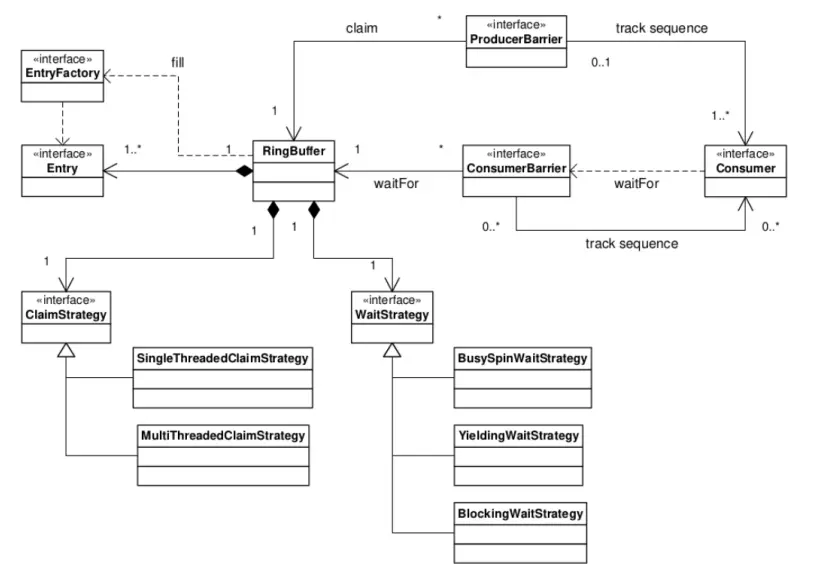 claim
*
«interface»
ProducerBarrier
track sequence
0..1
«interface»
EntryFactory
fill
1
1..*
«interface»
Entry
1..*
1
RingBuffer
1
*
waitFor
«interface»
ConsumerBarrier
waitFor
«interface»
Consumer
0..*
0..*
track sequence
1
1
1
1
«interface»
ClaimStrategy
«interface»
WaitStrategy
SingleThreadedClaimStrategy
BusySpinWaitStrategy
MultiThreadedClaimStrategy
YieldingWaitStrategy
BlockingWaitStrategy